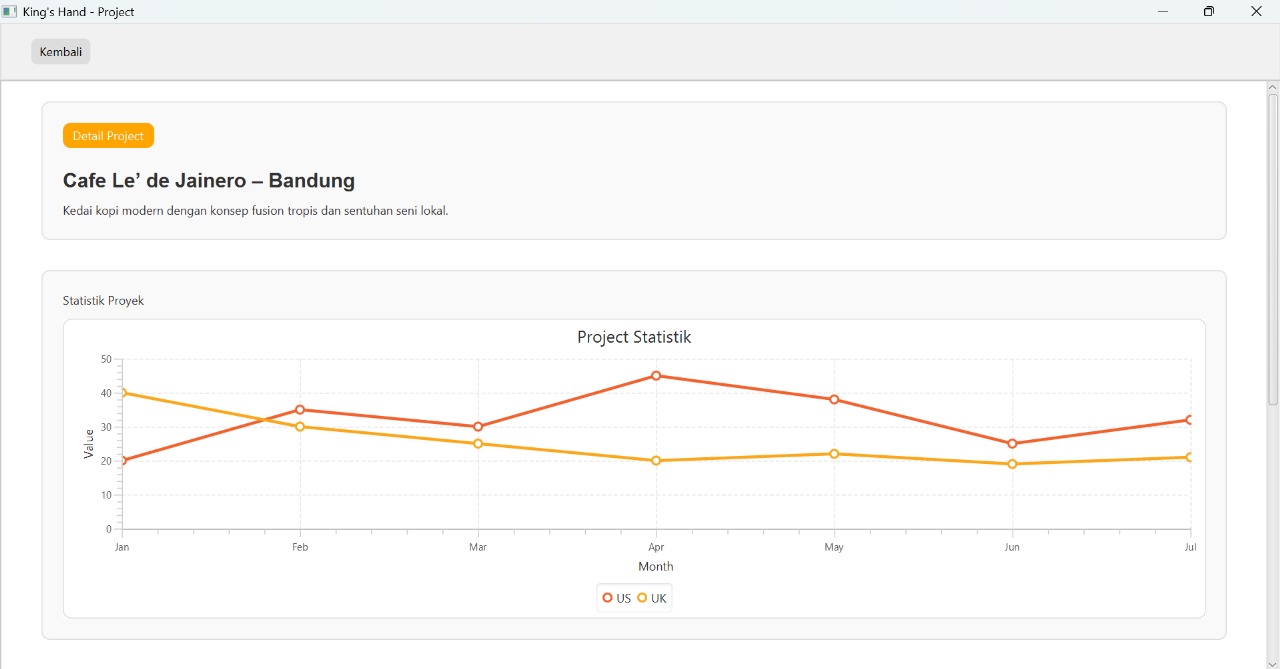 King's Hand - Project
Kembali
Detail Project
Cafe Le’ de Jainero – Bandung
Kedai kopi modern dengan konsep fusion tropis dan sentuhan seni lokal.
Statistik Proyek
Project Statistik
50
40
30
20
10
0
Value
Jan Feb Mar Apr May Jun Jul
Month
US UK